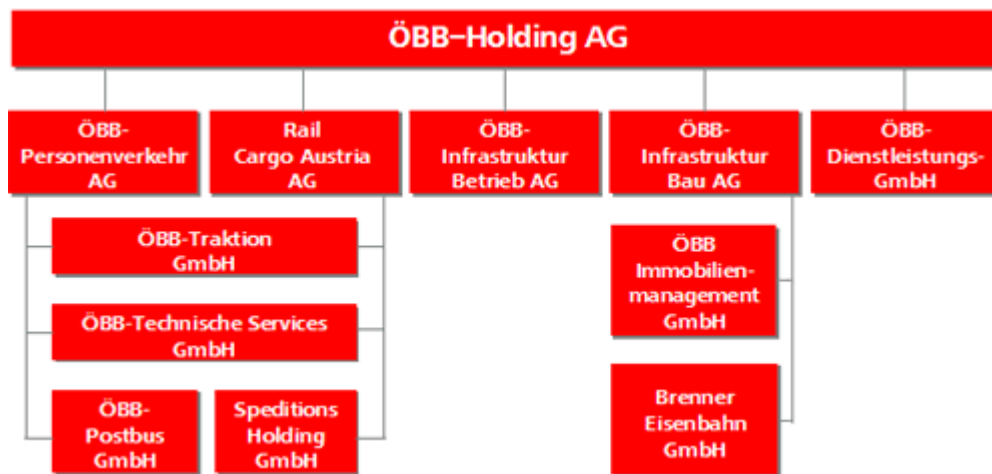 ÖBB-Holding AG
ÖBB-
Personenverkehr
AG
Rail
Cargo Austria
AG
ÖBB-
Infrastruktur
Betrieb AG
ÖBB-
Infrastruktur
Bau AG
ÖBB-
Dienstleistungs-
GmbH
ÖBB-Traktion
GmbH
ÖBB-Technische Services
GmbH
ÖBB-
Postbus
GmbH
Speditions
Holding
GmbH
ÖBB
Immobilien-
management
GmbH
Brenner
Eisenbahn
GmbH